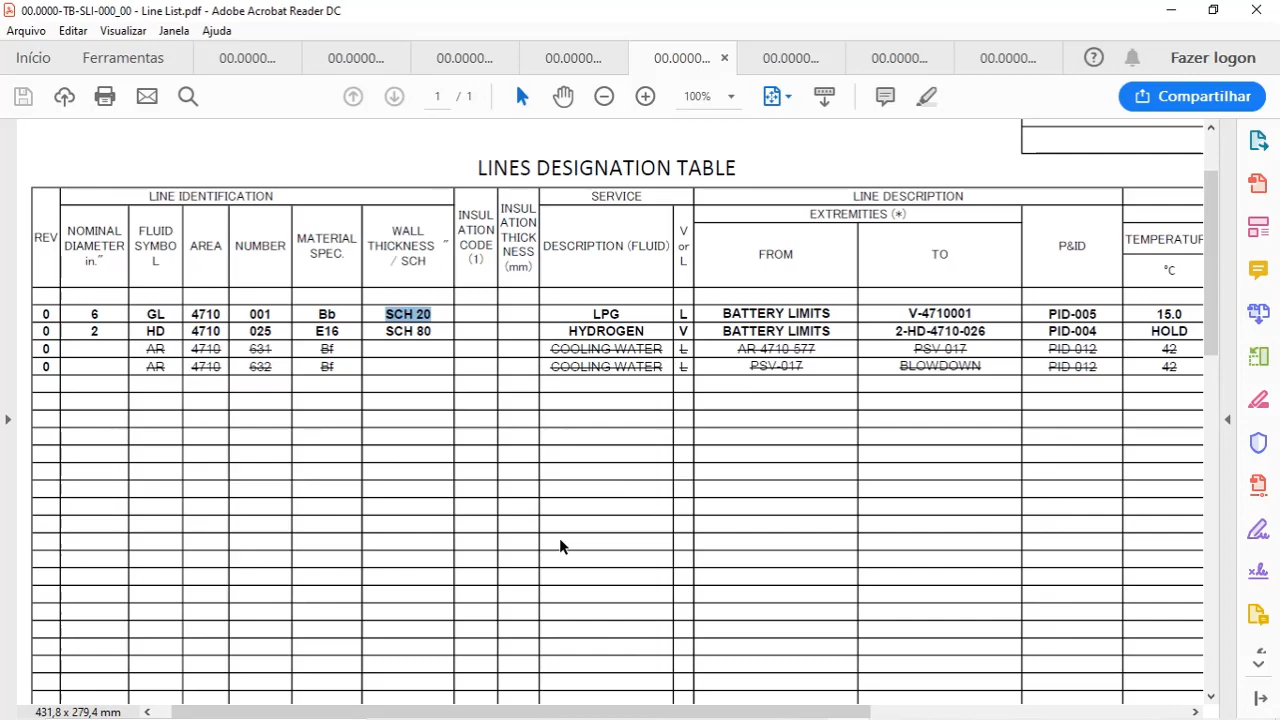 00.0000-TB-SLI-000_00 - Line List.pdf - Adobe Acrobat Reader DC
Arquivo Editar Visualizar Janela Ajuda
Início Ferramentas 00.0000... 00.0000... 00.0000... 00.0000... 00.0000... × 00.0000... 00.0000... 00.0000... Fazer logon
1 / 1 100% Compartilhar
LINES DESIGNATION TABLE
LINE IDENTIFICATION SERVICE LINE DESCRIPTION
EXTREMITIES (*)
REV
NOMINAL DIAMETER in."
FLUID SYMBO L
AREA
NUMBER
MATERIAL SPEC.
WALL THICKNESS " / SCH
INSUL ATION CODE (1)
INSUL ATION THICK NESS (mm)
DESCRIPTION (FLUID)
V or L
FROM
TO
P&ID
TEMPERATUR
°C
0 6 GL 4710 001 Bb SCH 20 LPG L BATTERY LIMITS V-4710001 PID-005 15.0
0 2 HD 4710 025 E16 SCH 80 HYDROGEN V BATTERY LIMITS 2-HD-4710-026 PID-004 HOLD
0 AR 4710 631 Bf COOLING WATER L AR-4710-577 PSV-017 PID-012 42
0 AR 4710 632 Bf COOLING WATER L PSV-017 BLOWDOWN PID-012 42
431,8 x 279,4 mm